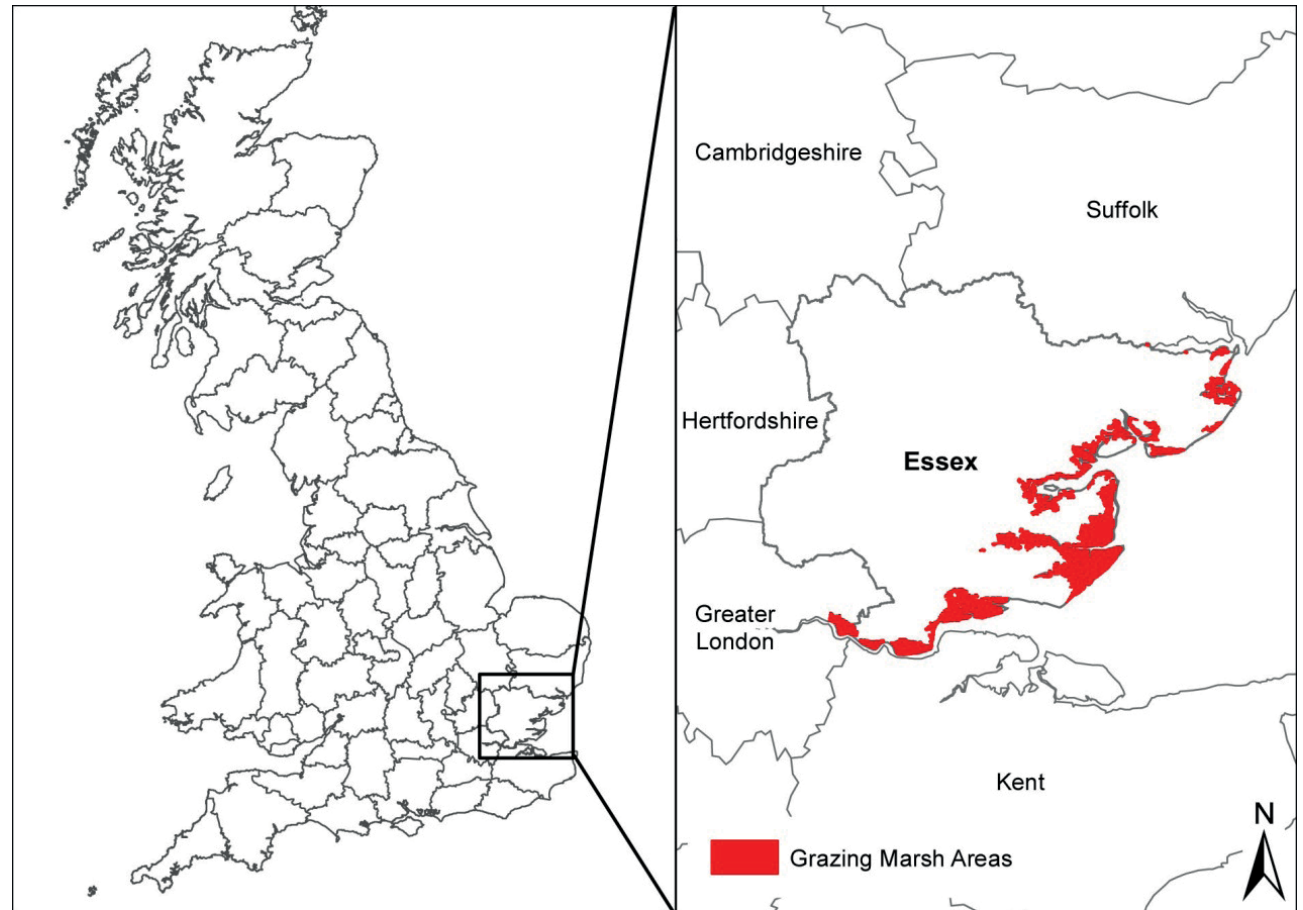 Cambridgeshire
Suffolk
Hertfordshire
Essex
Greater
London
Kent
N
Grazing Marsh Areas